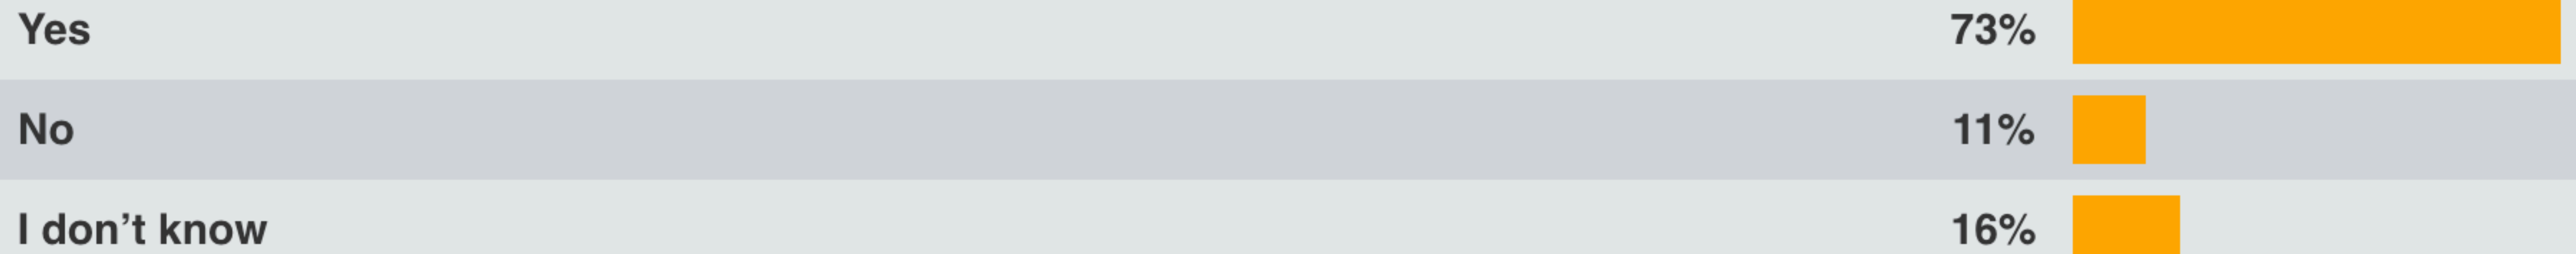 Yes 73%
No 11%
I don’t know 16%